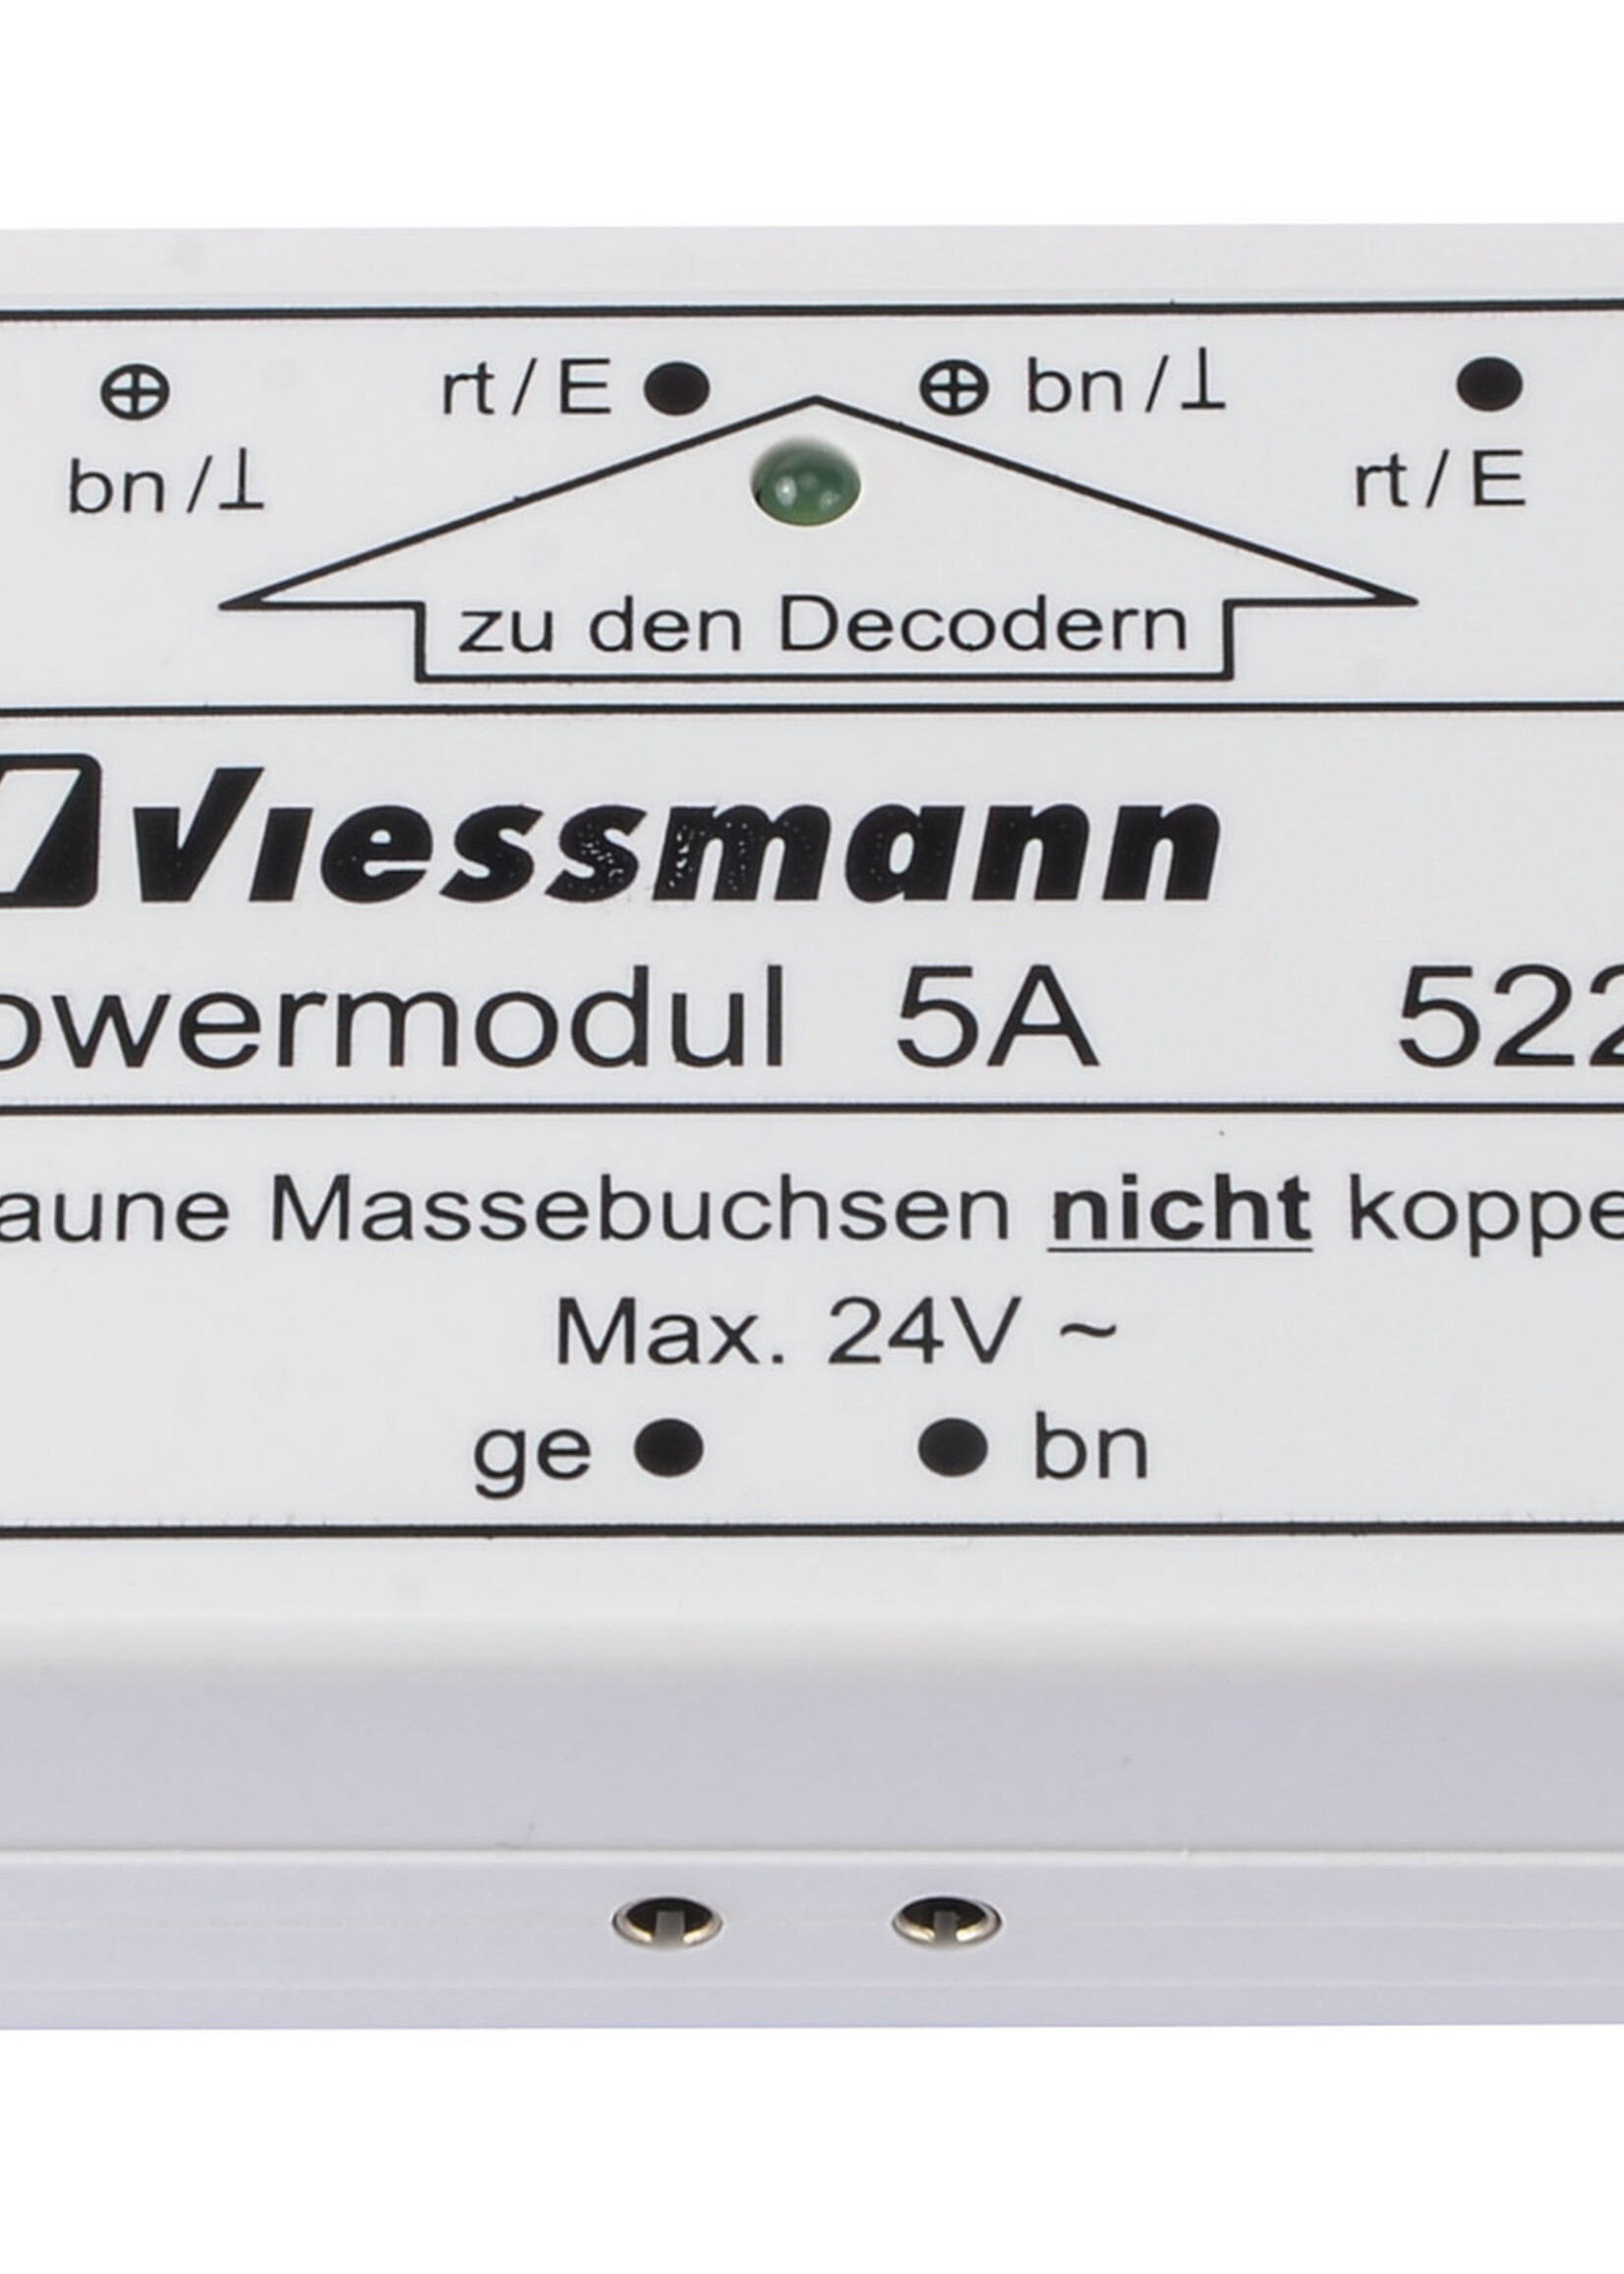 rt / E bn / ⊥
bn / ⊥ rt / E
zu den Decodern
Viessmann
owermodul 5A 522
aune Massebuchsen nicht koppe
Max. 24V ~
ge bn